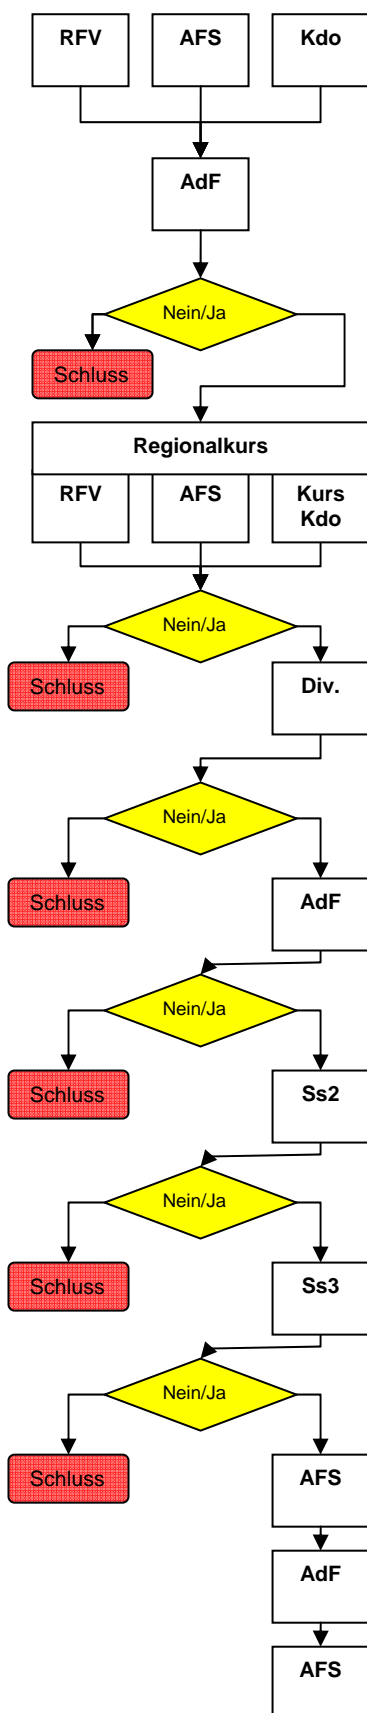 RFV AFS Kdo
AdF
Nein/Ja
Schluss
Regionalkurs
RFV AFS Kurs
Kdo
Nein/Ja
Schluss Div.
Nein/Ja
Schluss AdF
Nein/Ja
Schluss Ss2
Nein/Ja
Schluss Ss3
Nein/Ja
Schluss AFS
AdF
AFS